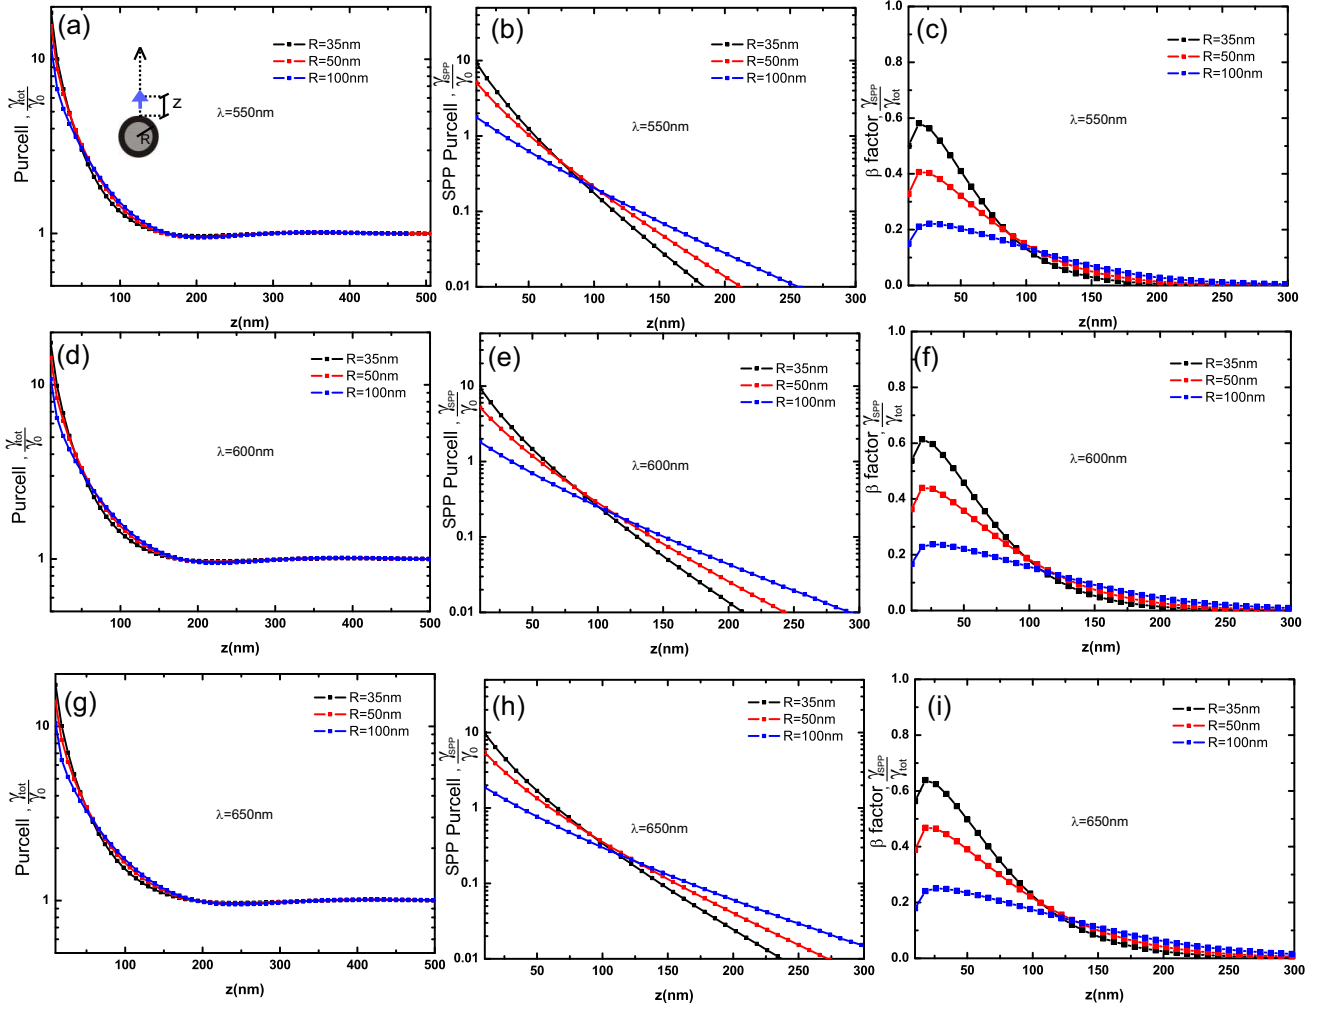 (a)
R=35nm
R=50nm
R=100nm
λ=550nm
Z
R
10
1
Purcell , γtot/γ0
100 200 300 400 500
z(nm)
(b)
R=35nm
R=50nm
R=100nm
λ=550nm
10
1
0.1
0.01
SPP Purcell , γSPP/γ0
50 100 150 200 250 300
z(nm)
(c)
R=35nm
R=50nm
R=100nm
λ=550nm
1.0
0.8
0.6
0.4
0.2
0.0
β factor, γSPP/γtot
50 100 150 200 250 300
z(nm)
(d)
R=35nm
R=50nm
R=100nm
λ=600nm
10
1
Purcell , γtot/γ0
100 200 300 400 500
z(nm)
(e)
R=35nm
R=50nm
R=100nm
λ=600nm
10
1
0.1
0.01
SPP Purcell , γSPP/γ0
50 100 150 200 250 300
z(nm)
(f)
R=35nm
R=50nm
R=100nm
λ=600nm
1.0
0.8
0.6
0.4
0.2
0.0
β factor, γSPP/γtot
50 100 150 200 250 300
z(nm)
(g)
R=35nm
R=50nm
R=100nm
λ=650nm
10
1
Purcell , γtot/γ0
100 200 300 400 500
z(nm)
(h)
R=35nm
R=50nm
R=100nm
λ=650nm
10
1
0.1
0.01
SPP Purcell , γSPP/γ0
50 100 150 200 250 300
z(nm)
(i)
R=35nm
R=50nm
R=100nm
λ=650nm
1.0
0.8
0.6
0.4
0.2
0.0
β factor γSPP/γtot
50 100 150 200 250 300
z(nm)